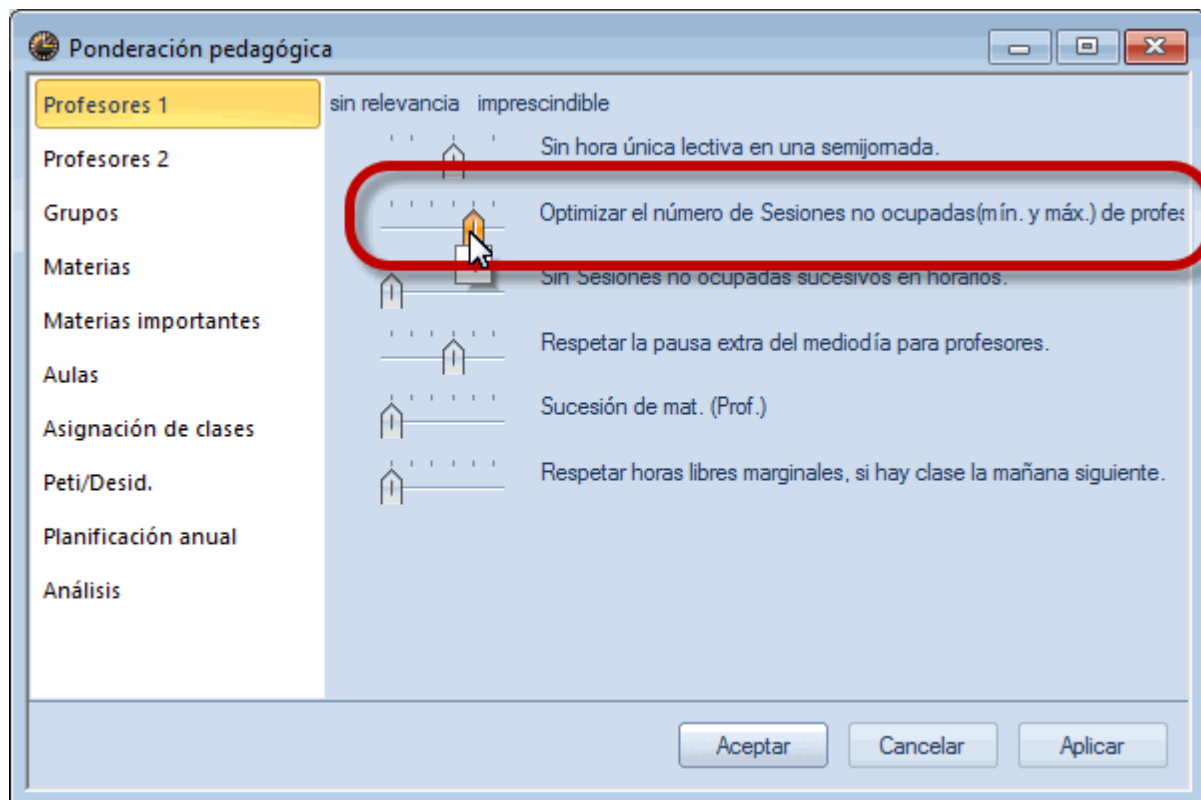 Ponderación pedagógica
Profesores 1
Profesores 2
Grupos
Materias
Materias importantes
Aulas
Asignación de clases
Peti/Desid.
Planificación anual
Análisis
sin relevancia imprescindible
Sin hora única lectiva en una semijornada.
Optimizar el número de Sesiones no ocupadas(mín. y máx.) de profes
Sin Sesiones no ocupadas sucesivos en horarios.
Respetar la pausa extra del mediodía para profesores.
Sucesión de mat. (Prof.)
Respetar horas libres marginales, si hay clase la mañana siguiente.
Aceptar Cancelar Aplicar